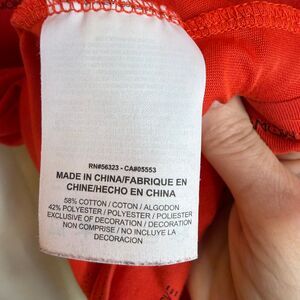 RN#56323 - CA#05553
MADE IN CHINA/FABRIQUE EN
CHINE/HECHO EN CHINA
58% COTTON / COTON / ALGODON
42% POLYESTER / POLYESTER / POLIESTER
EXCLUSIVE OF DECORATION / DECORATION
NON COMPRISE / NO INCLUYE LA
DECORACION